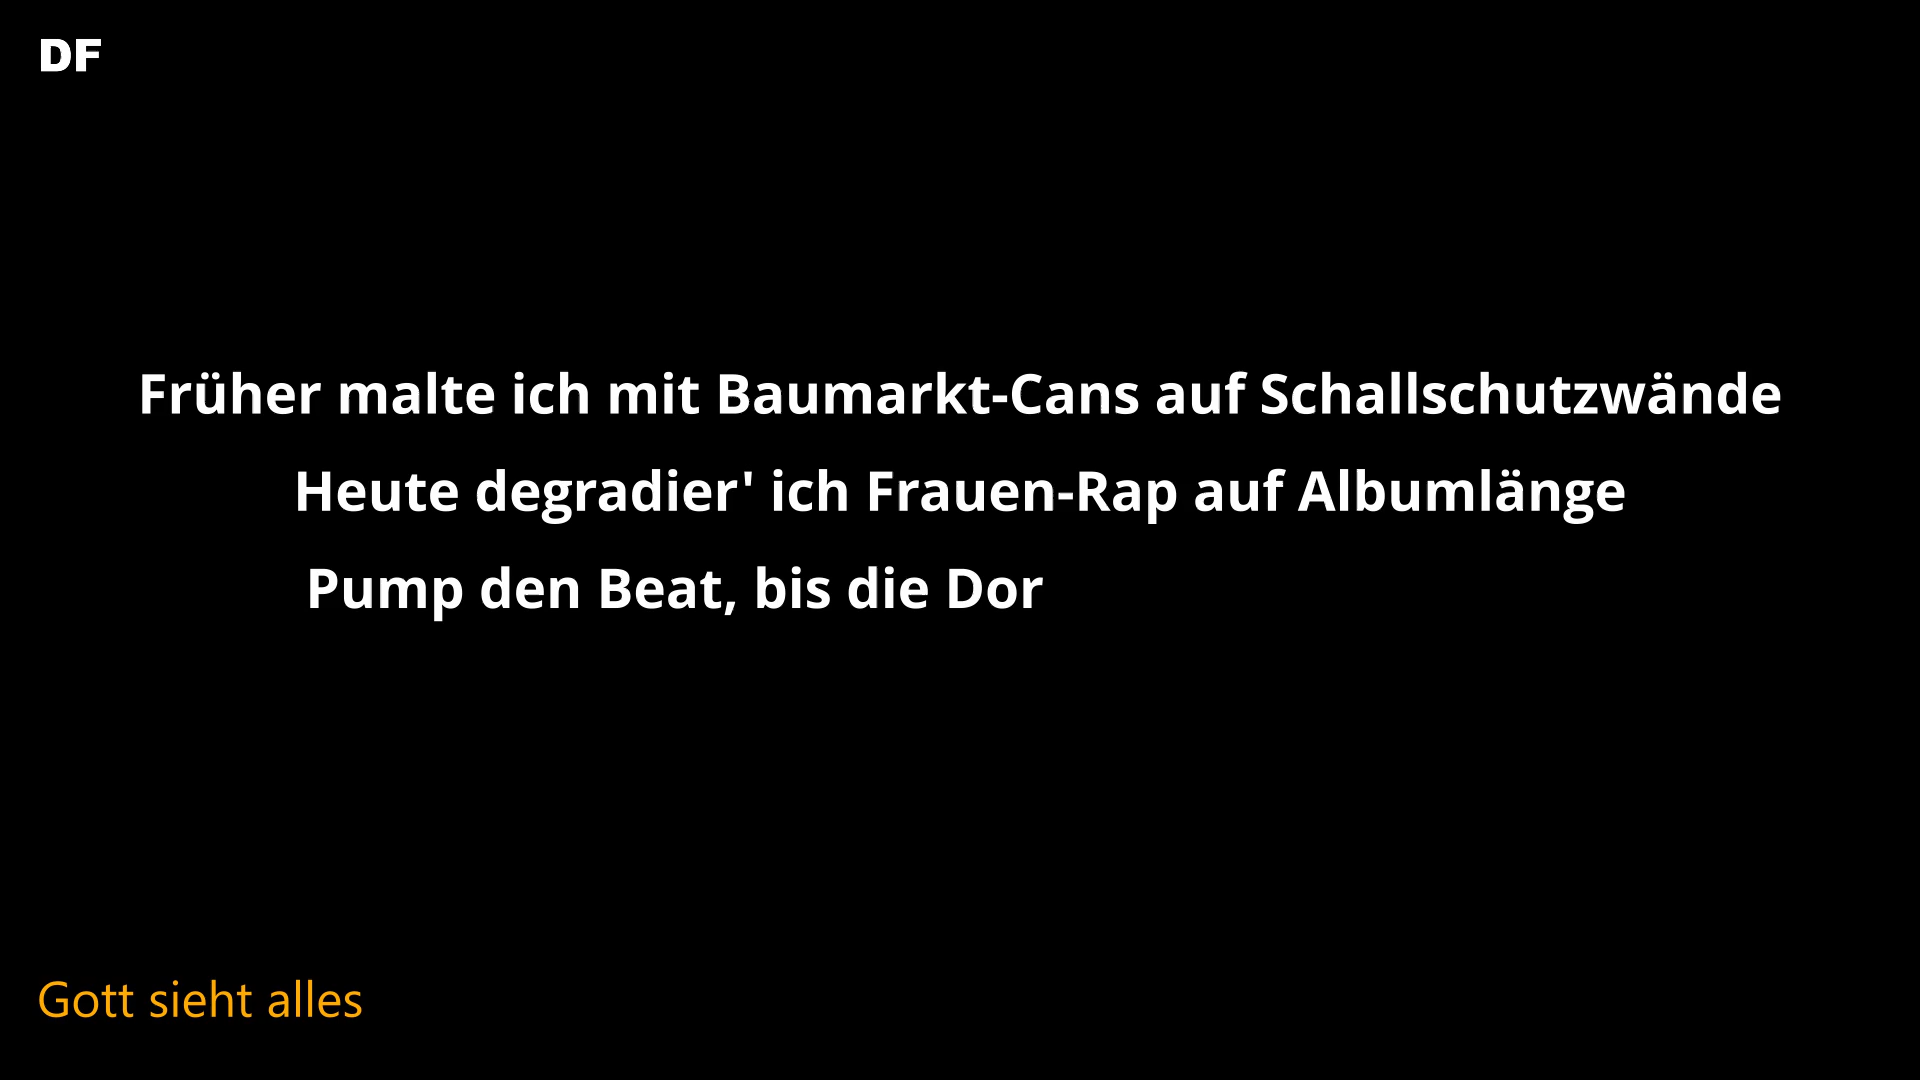 DF
Früher malte ich mit Baumarkt-Cans auf Schallschutzwände
Heute degradier' ich Frauen-Rap auf Albumlänge
Pump den Beat, bis die Dor
Gott sieht alles